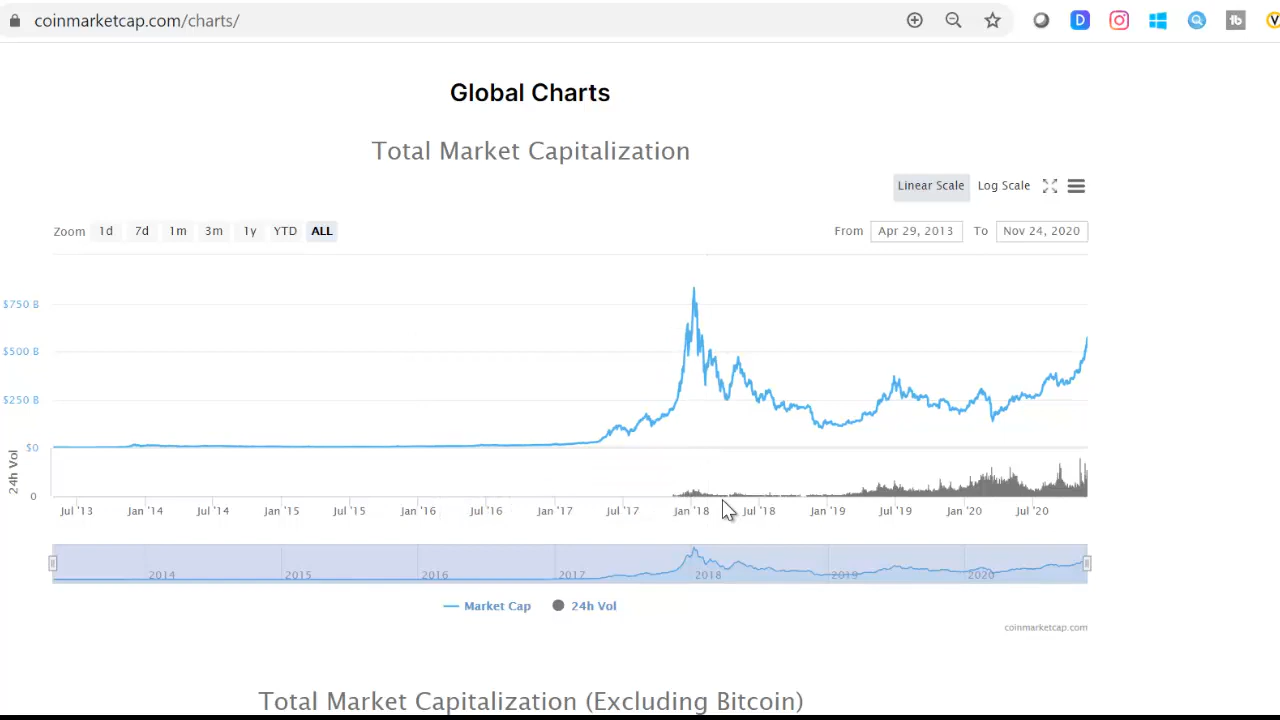 coinmarketcap.com/charts/
D
tb
V
Global Charts
Total Market Capitalization
Linear Scale Log Scale
Zoom 1d 7d 1m 3m 1y YTD ALL
From Apr 29, 2013 To Nov 24, 2020
$750 B
$500 B
$250 B
$0
24h Vol
0
Jul '13 Jan '14 Jul '14 Jan '15 Jul '15 Jan '16 Jul '16 Jan '17 Jul '17 Jan '18 Jul '18 Jan '19 Jul '19 Jan '20 Jul '20
2014 2015 2016 2017 2018 2019 2020
Market Cap 24h Vol
coinmarketcap.com
Total Market Capitalization (Excluding Bitcoin)